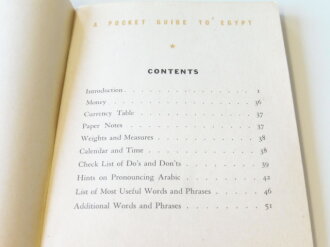 A POCKET GUIDE TO EGYPT
CONTENTS
Introduction . . . . . . . . . . . . . 1
Money . . . . . . . . . . . . . . 36
Currency Table . . . . . . . . . . . . 37
Paper Notes . . . . . . . . . . . . . 37
Weights and Measures . . . . . . . . . . 38
Calendar and Time . . . . . . . . . . . 38
Check List of Do's and Don'ts . . . . . . . 39
Hints on Pronouncing Arabic . . . . . . . . 42
List of Most Useful Words and Phrases . . . . 46
Additional Words and Phrases . . . . . . . 51